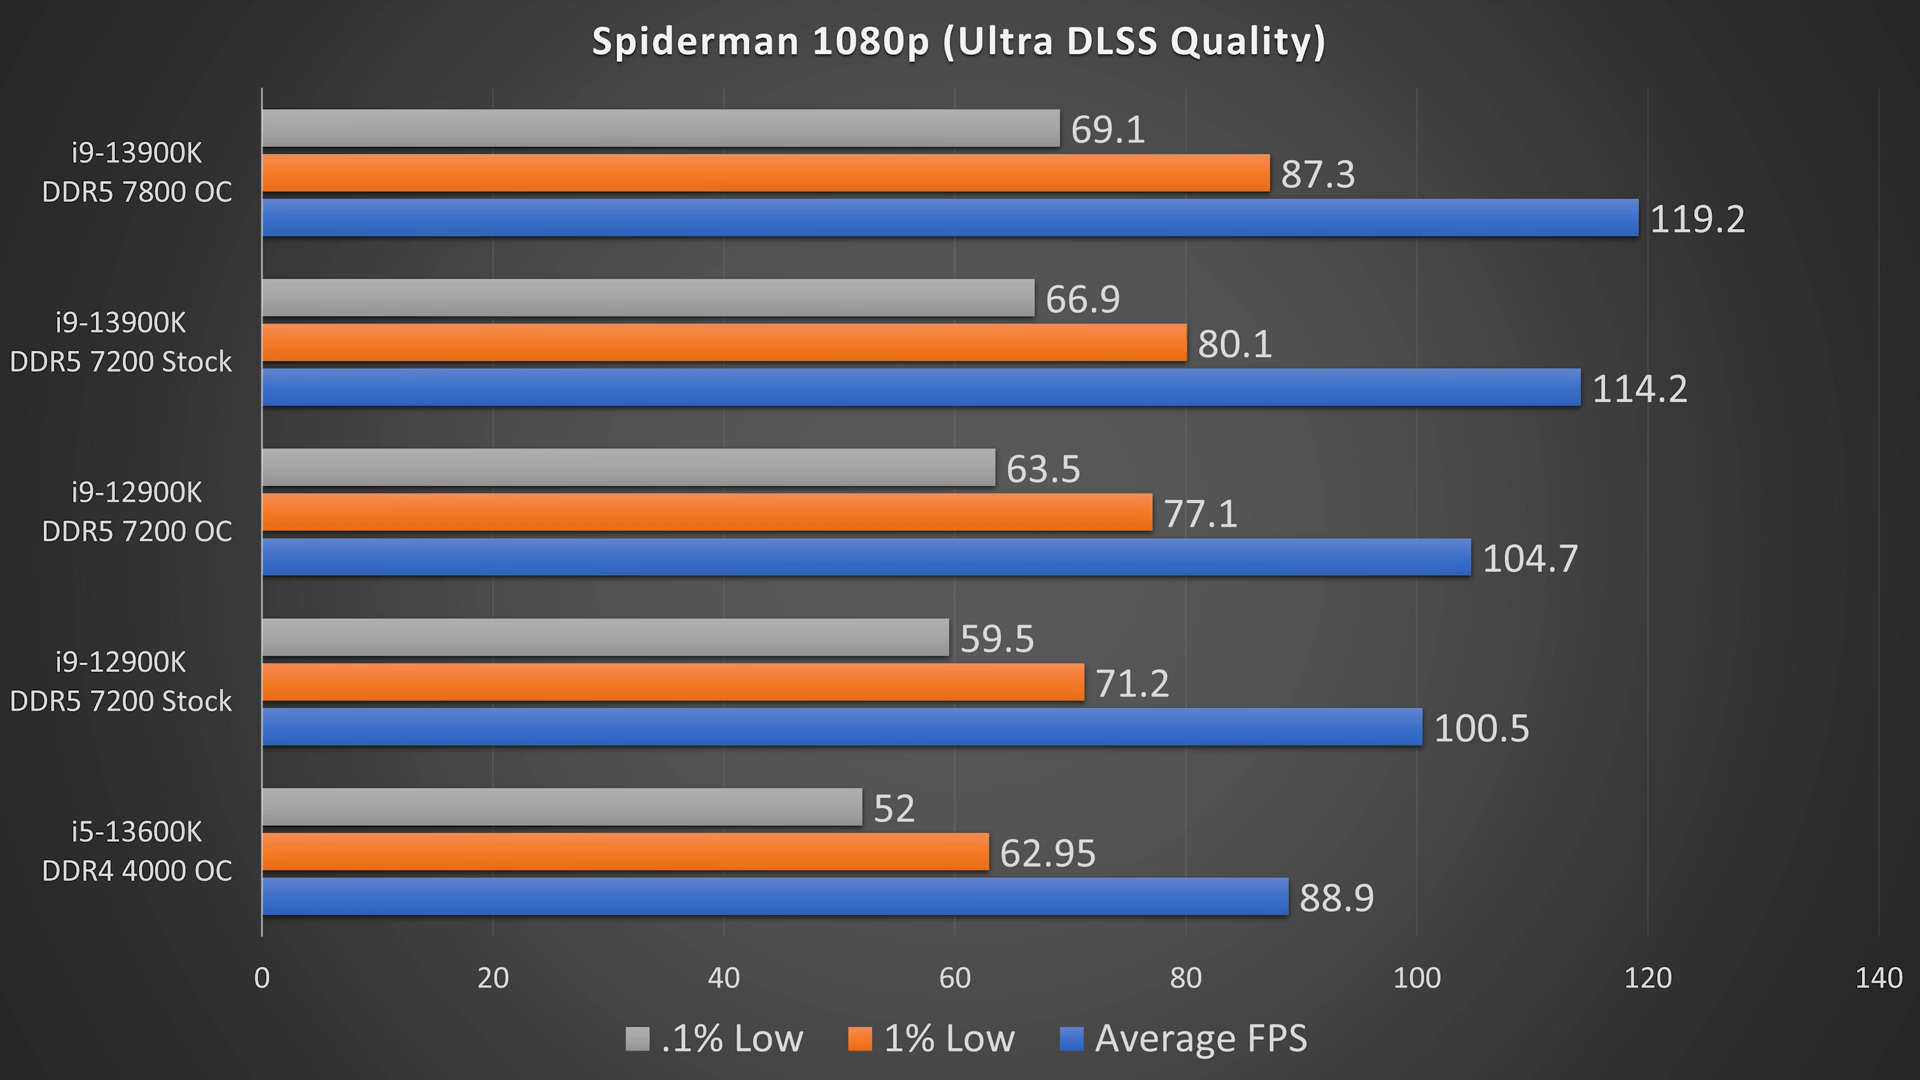 Spiderman 1080p (Ultra DLSS Quality)
i9-13900K
DDR5 7800 OC
69.1
87.3
119.2
i9-13900K
DDR5 7200 Stock
66.9
80.1
114.2
i9-12900K
DDR5 7200 OC
63.5
77.1
104.7
i9-12900K
DDR5 7200 Stock
59.5
71.2
100.5
i5-13600K
DDR4 4000 OC
52
62.95
88.9
0 20 40 60 80 100 120 140
.1% Low 1% Low Average FPS